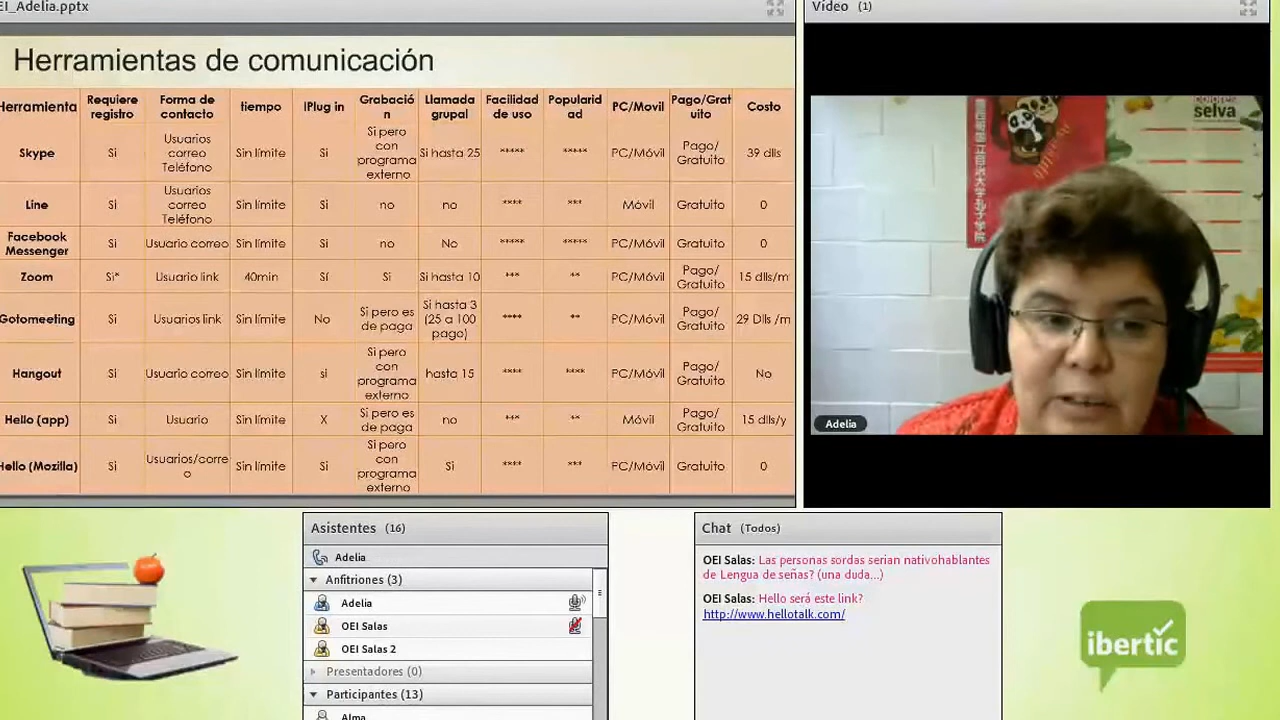 EI_Adelia.pptx
Herramientas de comunicación
Herramienta Requiere registro Forma de contacto tiempo IPlug in Grabación Llamada grupal Facilidad de uso Popularidad PC/Movil Pago/Gratuito Costo
Skype Si Usuarios correo Teléfono Sin límite Si Si pero con programa externo Si hasta 25 ***** ***** PC/Móvil Pago/Gratuito 39 dlls
Line Si Usuarios correo Teléfono Sin límite Si no no **** *** Móvil Gratuito 0
Facebook Messenger Si Usuario correo Sin límite Si no No ***** ***** PC/Móvil Gratuito 0
Zoom Si* Usuario link 40min Sí Si Si hasta 10 *** ** PC/Móvil Pago/Gratuito 15 dlls/m
Gotomeeting Si Usuarios link Sin límite No Si pero es de paga Si hasta 3 (25 a 100 pago) **** ** PC/Móvil Pago/Gratuito 29 Dlls /m
Hangout Si Usuario correo Sin límite si Si pero con programa externo hasta 15 **** **** PC/Móvil Pago/Gratuito No
Hello (app) Si Usuario Sin límite X Si pero es de paga no *** ** Móvil Pago/Gratuito 15 dlls/y
Hello (Mozilla) Si Usuarios/correo Sin límite Si Si pero con programa externo Sì **** *** PC/Móvil Gratuito 0
Vídeo (1)
selva
Adelia
Asistentes (16)
Adelia
Anfitriones (3)
Adelia
OEI Salas
OEI Salas 2
Presentadores (0)
Participantes (13)
Alma
Chat (Todos)
OEI Salas: Las personas sordas serian nativohablantes
de Lengua de señas? (una duda...)
OEI Salas: Hello será este link?
http://www.hellotalk.com/
ibertic